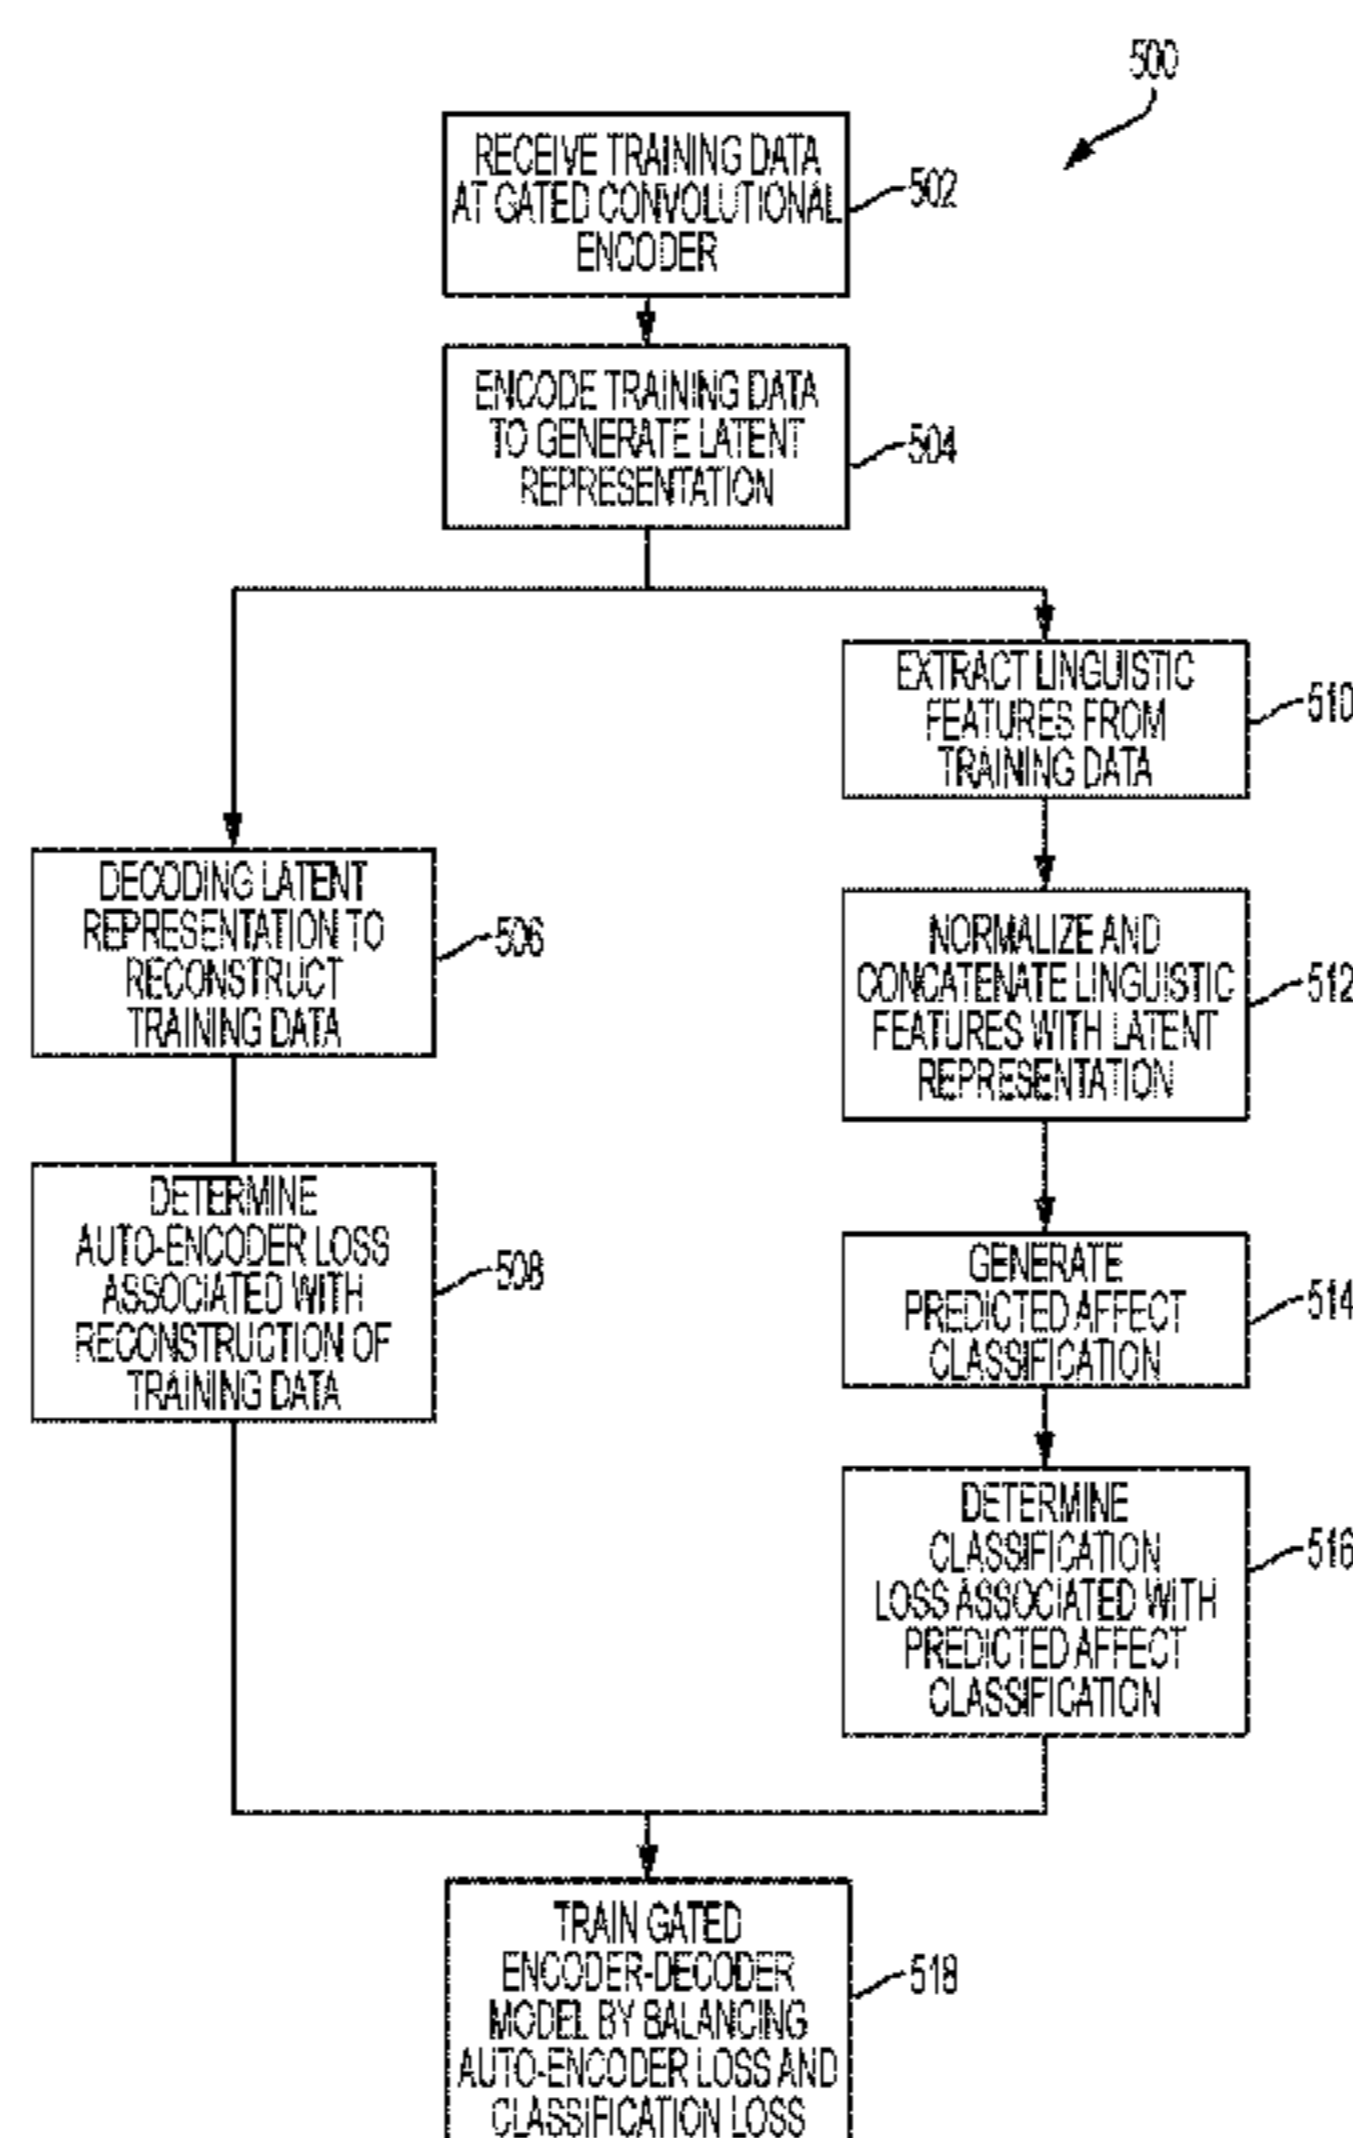 500
RECEIVE TRAINING DATA
AT GATED CONVOLUTIONAL
ENCODER
502
ENCODE TRAINING DATA
TO GENERATE LATENT
REPRESENTATION
504
EXTRACT LINGUISTIC
FEATURES FROM
TRAINING DATA
510
DECODING LATENT
REPRESENTATION TO
RECONSTRUCT
TRAINING DATA
506
NORMALIZE AND
CONCATENATE LINGUISTIC
FEATURES WITH LATENT
REPRESENTATION
512
DETERMINE
AUTO-ENCODER LOSS
ASSOCIATED WITH
RECONSTRUCTION OF
TRAINING DATA
508
GENERATE
PREDICTED AFFECT
CLASSIFICATION
514
DETERMINE
CLASSIFICATION
LOSS ASSOCIATED WITH
PREDICTED AFFECT
CLASSIFICATION
516
TRAIN GATED
ENCODER-DECODER
MODEL BY BALANCING
AUTO-ENCODER LOSS AND
CLASSIFICATION LOSS
518